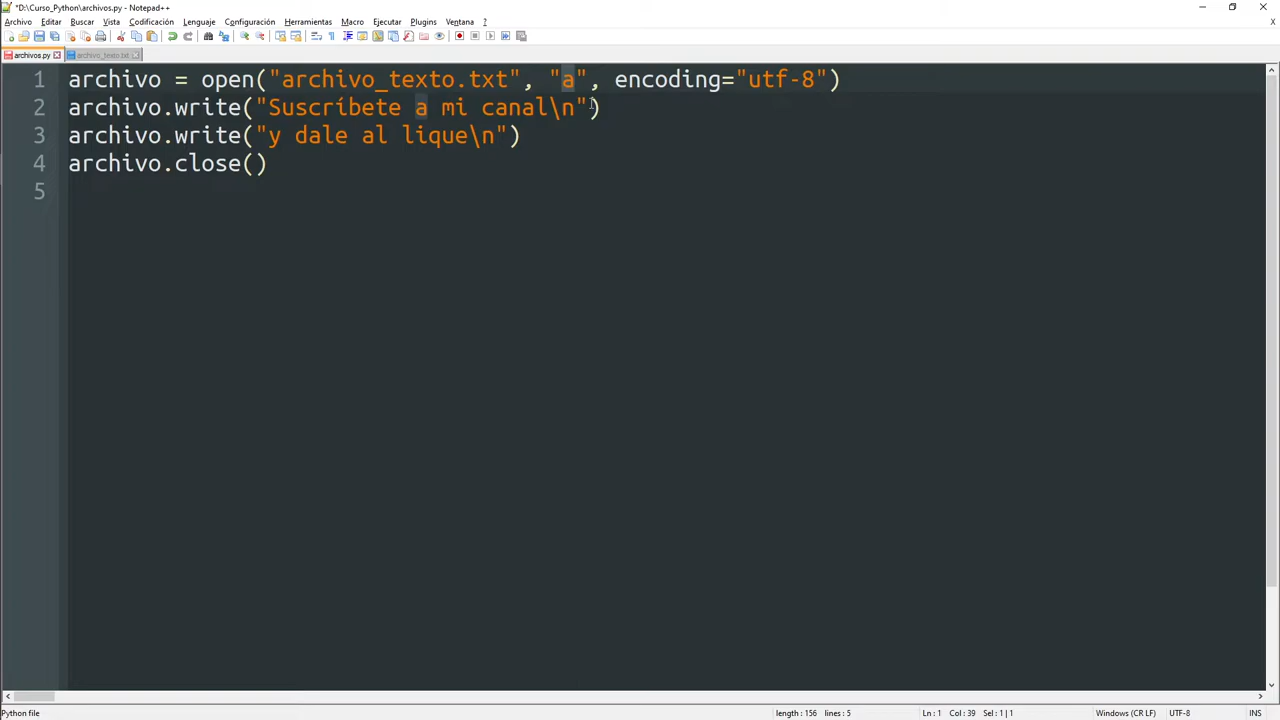 *D:\Curso_Python\archivos.py - Notepad++
Archivo Editar Buscar Vista Codificación Lenguaje Configuración Herramientas Macro Ejecutar Plugins Ventana ?
archivos.py archivo_texto.txt
1 archivo = open("archivo_texto.txt", "a", encoding="utf-8")
2 archivo.write("Suscríbete a mi canal\n")
3 archivo.write("y dale al lique\n")
4 archivo.close()
5
Python file length : 156 lines : 5 Ln : 1 Col : 39 Sel : 1 | 1 Windows (CR LF) UTF-8 INS